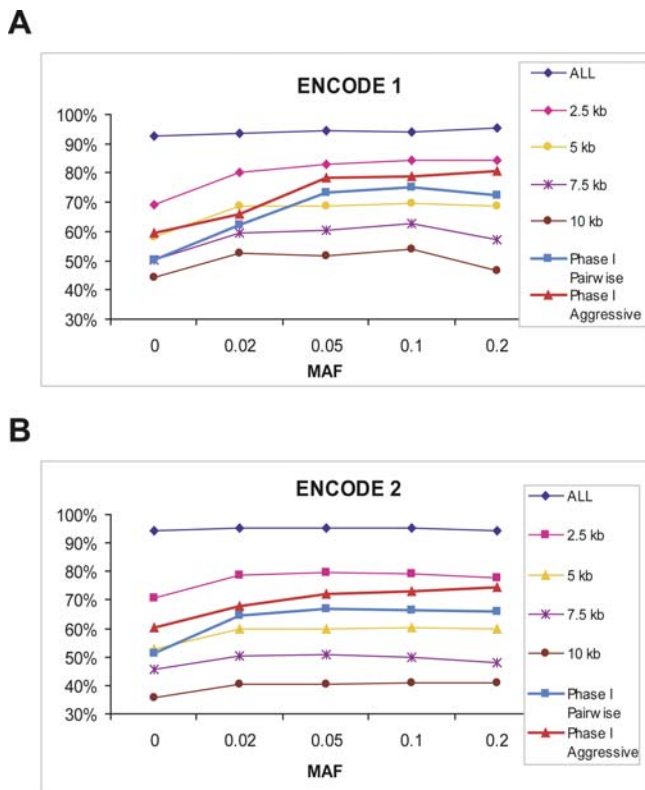 A
ENCODE 1
100%
90%
80%
70%
60%
50%
40%
30%
0 0.02 0.05 0.1 0.2
MAF
ALL
2.5 kb
5 kb
7.5 kb
10 kb
Phase I
Pairwise
Phase I
Aggressive
B
ENCODE 2
100%
90%
80%
70%
60%
50%
40%
30%
0 0.02 0.05 0.1 0.2
MAF
ALL
2.5 kb
5 kb
7.5 kb
10 kb
Phase I
Pairwise
Phase I
Aggressive